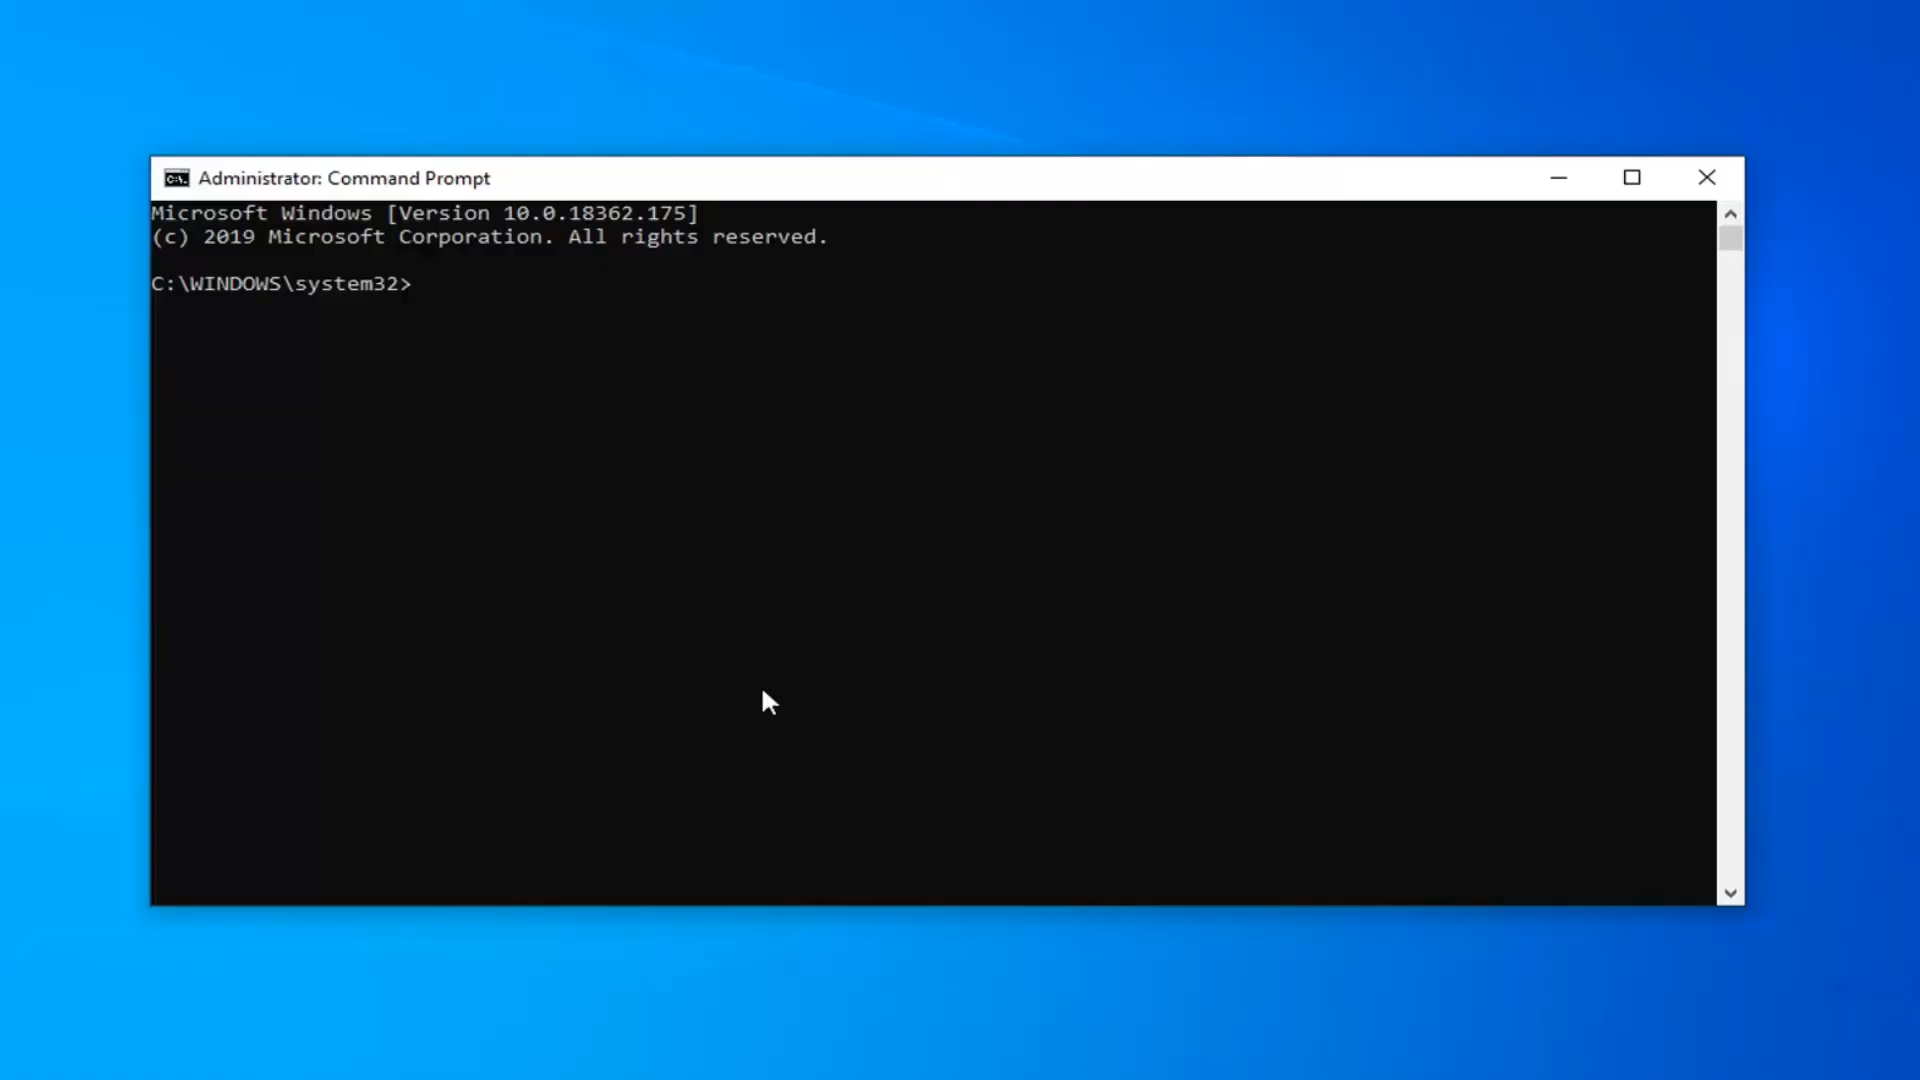 Administrator: Command Prompt
Microsoft Windows [Version 10.0.18362.175]
(c) 2019 Microsoft Corporation. All rights reserved.
C:\WINDOWS\system32>